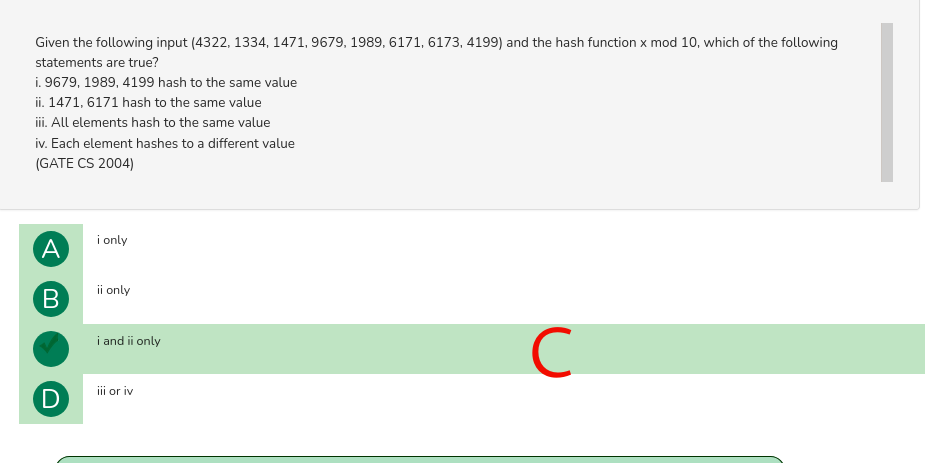 Given the following input (4322, 1334, 1471, 9679, 1989, 6171, 6173, 4199) and the hash function x mod 10, which of the following
statements are true?
i. 9679, 1989, 4199 hash to the same value
ii. 1471, 6171 hash to the same value
iii. All elements hash to the same value
iv. Each element hashes to a different value
(GATE CS 2004)
A i only
B ii only
i and ii only C
D iii or iv